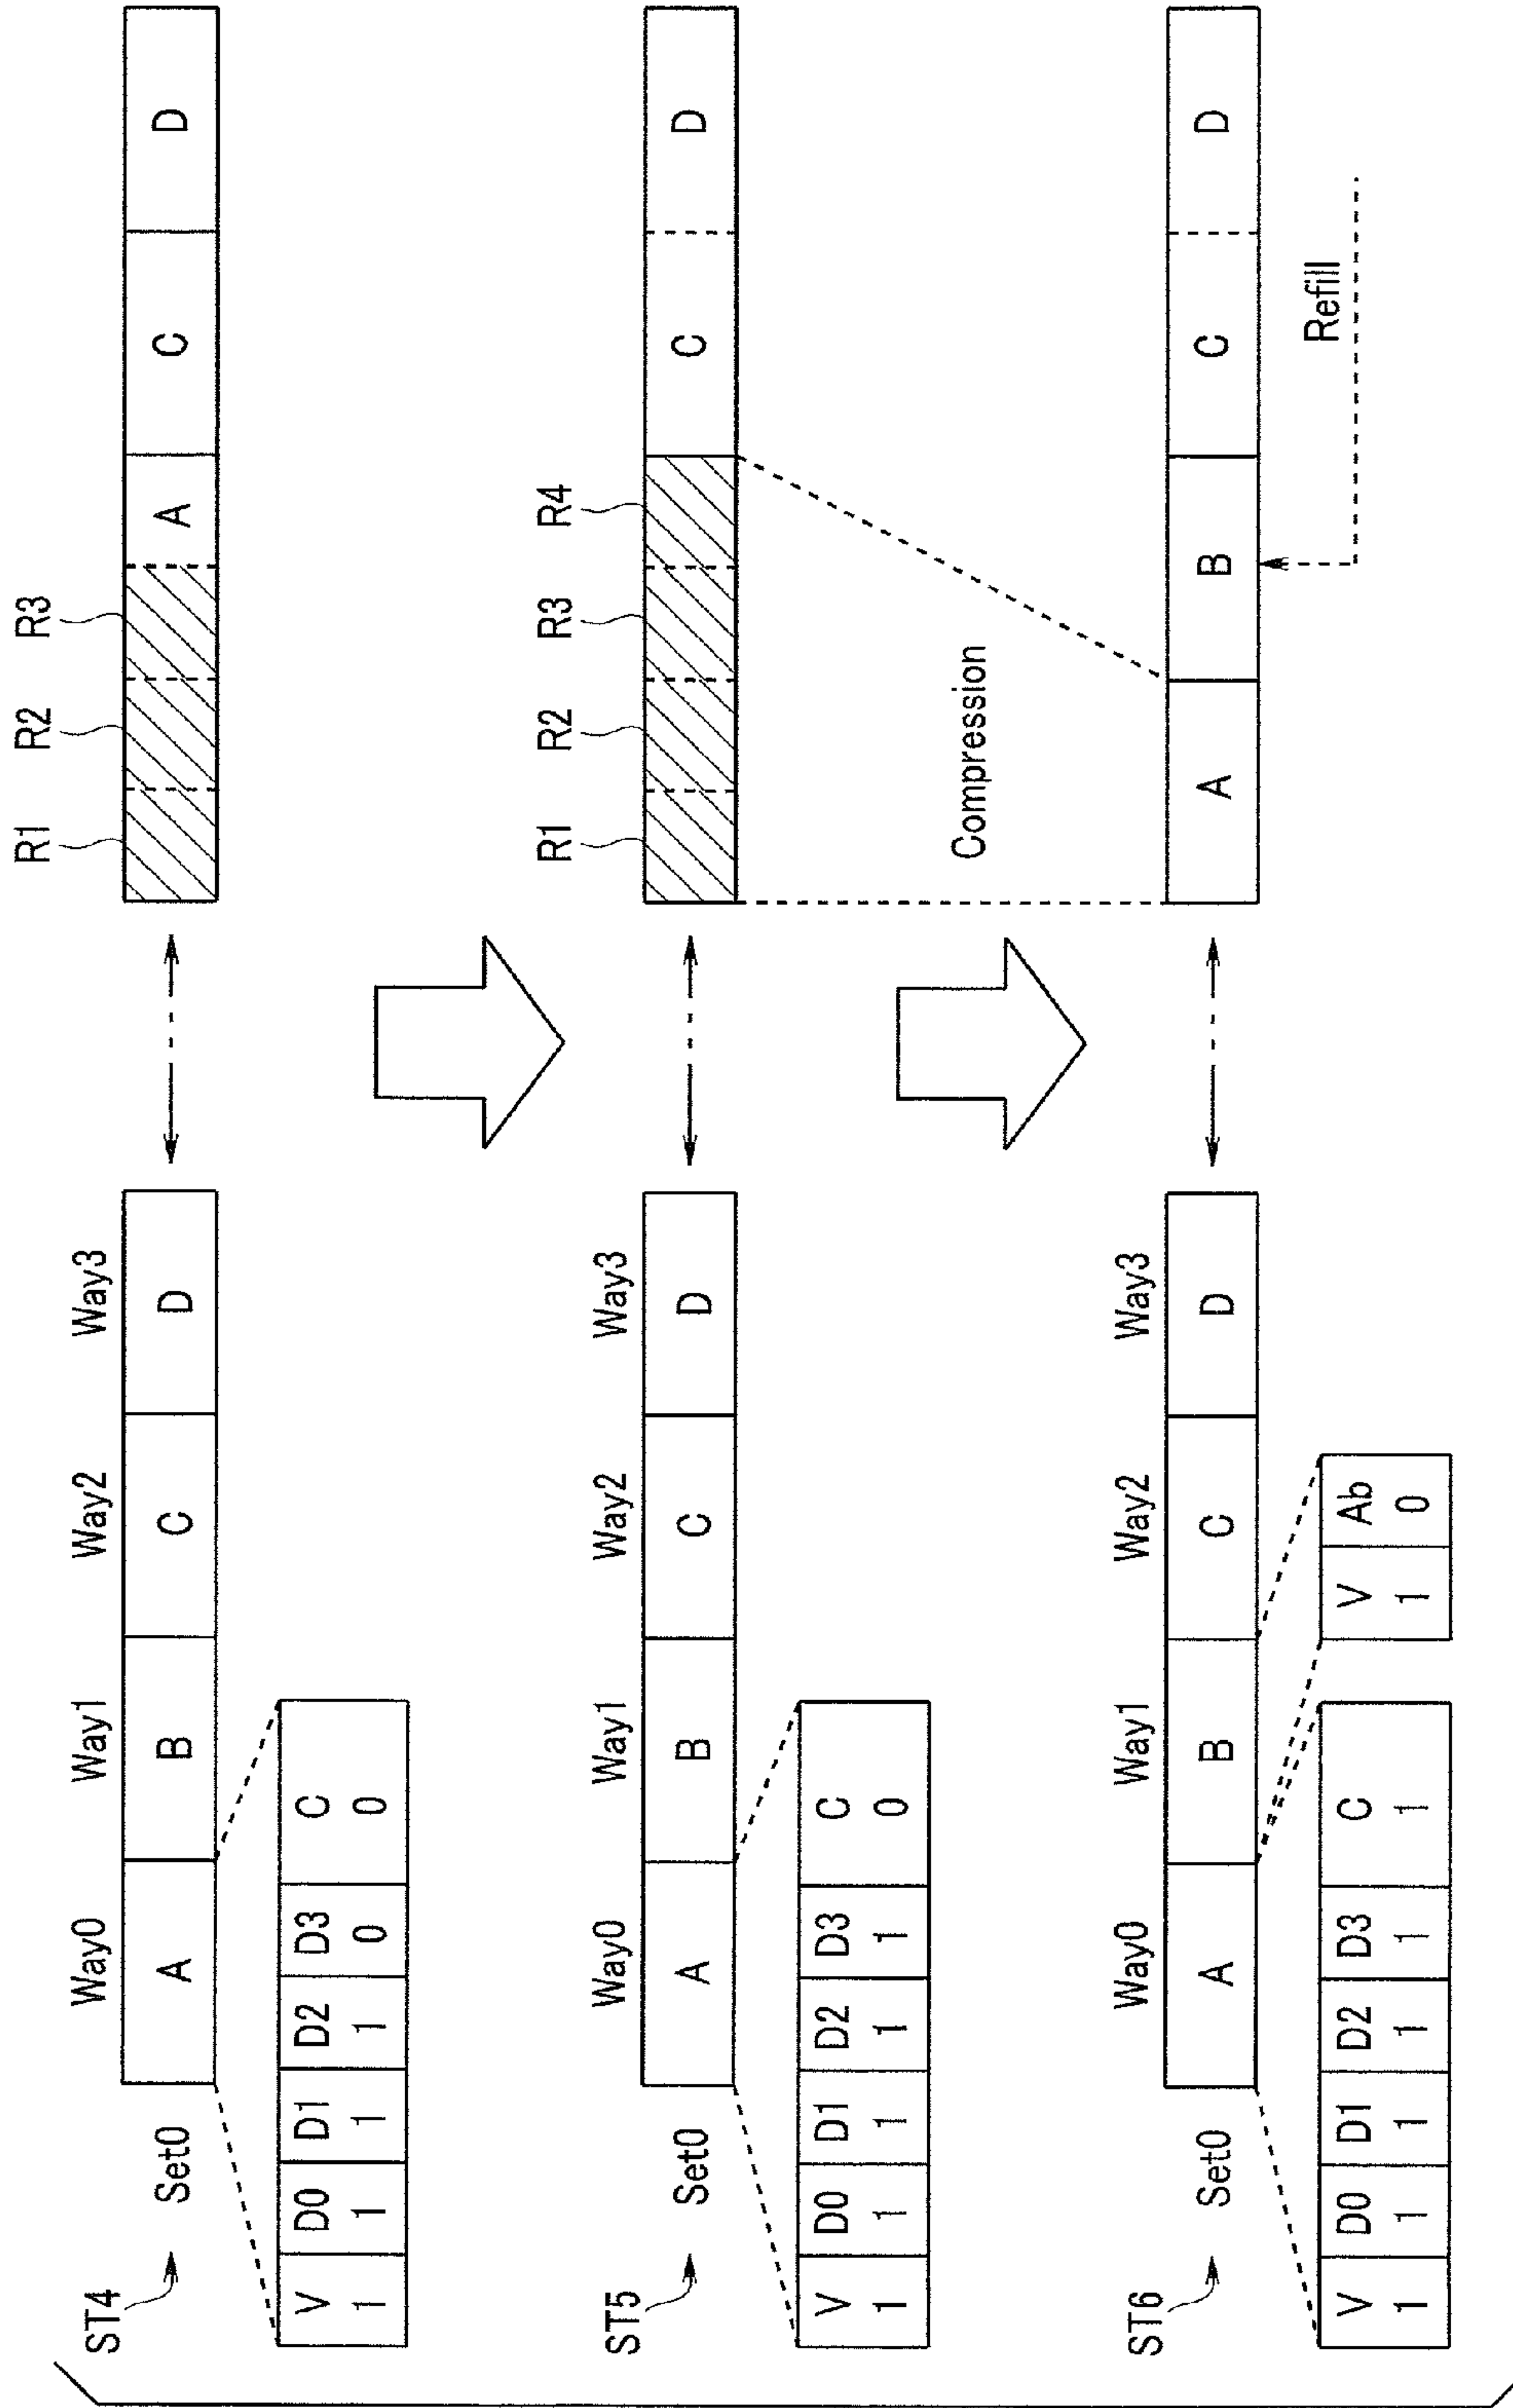 Way0 Way1 Way2 Way3
R1 R2 R3
ST4 Set0 A B C D A C D
V D0 D1 D2 D3 C
1 1 1 1 0 0
Way0 Way1 Way2 Way3
R1 R2 R3 R4
ST5 Set0 A B C D C D
V D0 D1 D2 D3 C
1 1 1 1 1 0
Compression
Way0 Way1 Way2 Way3
ST6 Set0 A B C D A B C D
V D0 D1 D2 D3 C V Ab
1 1 1 1 1 1 1 0
Refill